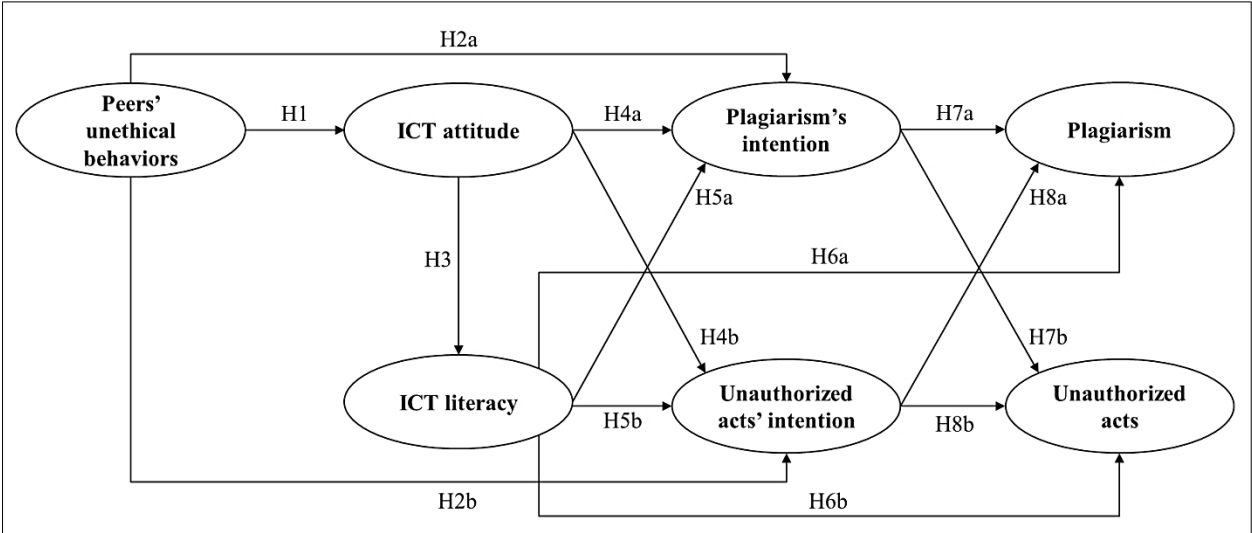 H2a
Peers’
unethical
behaviors
H1
ICT attitude
H4a
Plagiarism’s
intention
H7a
Plagiarism
H5a
H8a
H3
H6a
H4b
H7b
ICT literacy
H5b
Unauthorized
acts’ intention
H8b
Unauthorized
acts
H2b
H6b